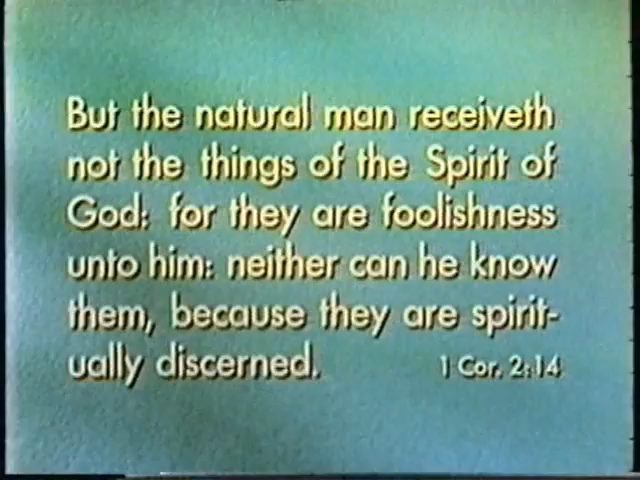 But the natural man receiveth
not the things of the Spirit of
God: for they are foolishness
unto him: neither can he know
them, because they are spirit-
ually discerned. 1 Cor. 2:14